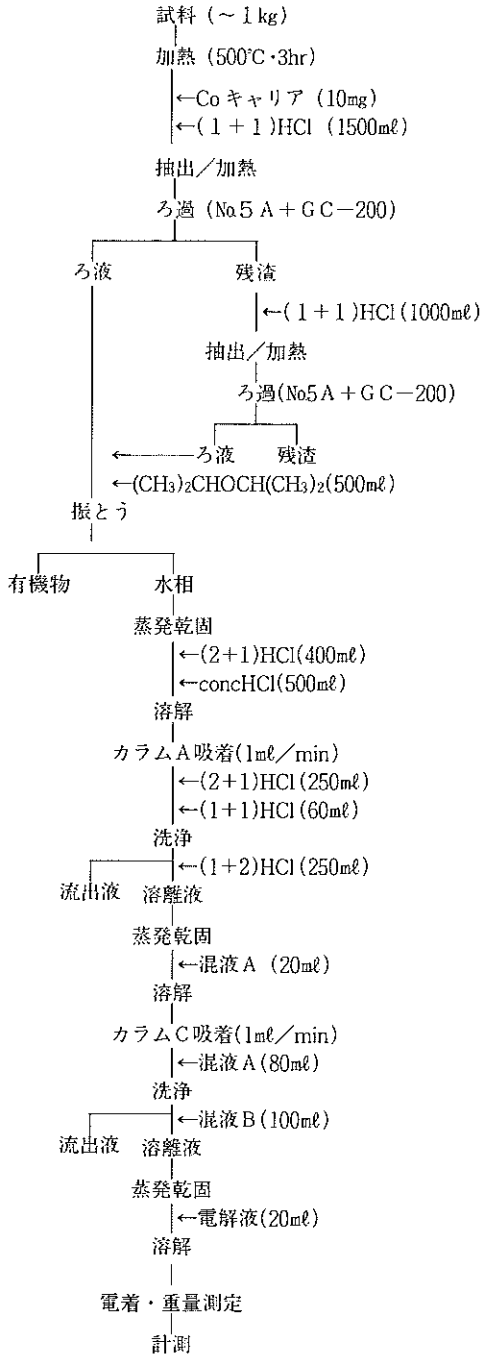 試料 (~1kg)
加熱 (500℃・3hr)
←Coキャリア (10mg)
←(1+1)HCl (1500mℓ)
抽出/加熱
ろ過 (No.5A+GC-200)
ろ液 残渣
←(1+1)HCl(1000mℓ)
抽出/加熱
ろ過(No.5A+GC-200)
← ろ液 残渣
←(CH₃)₂CHOCH(CH₃)₂(500mℓ)
振とう
有機物 水相
蒸発乾固
←(2+1)HCl(400mℓ)
←concHCl(500mℓ)
溶解
カラムA吸着(1mℓ/min)
←(2+1)HCl(250mℓ)
←(1+1)HCl(60mℓ)
洗浄
←(1+2)HCl(250mℓ)
流出液 溶離液
蒸発乾固
←混液A (20mℓ)
溶解
カラムC吸着(1mℓ/min)
←混液A(80mℓ)
洗浄
←混液B(100mℓ)
流出液 溶離液
蒸発乾固
←電解液(20mℓ)
溶解
電着・重量測定
計測